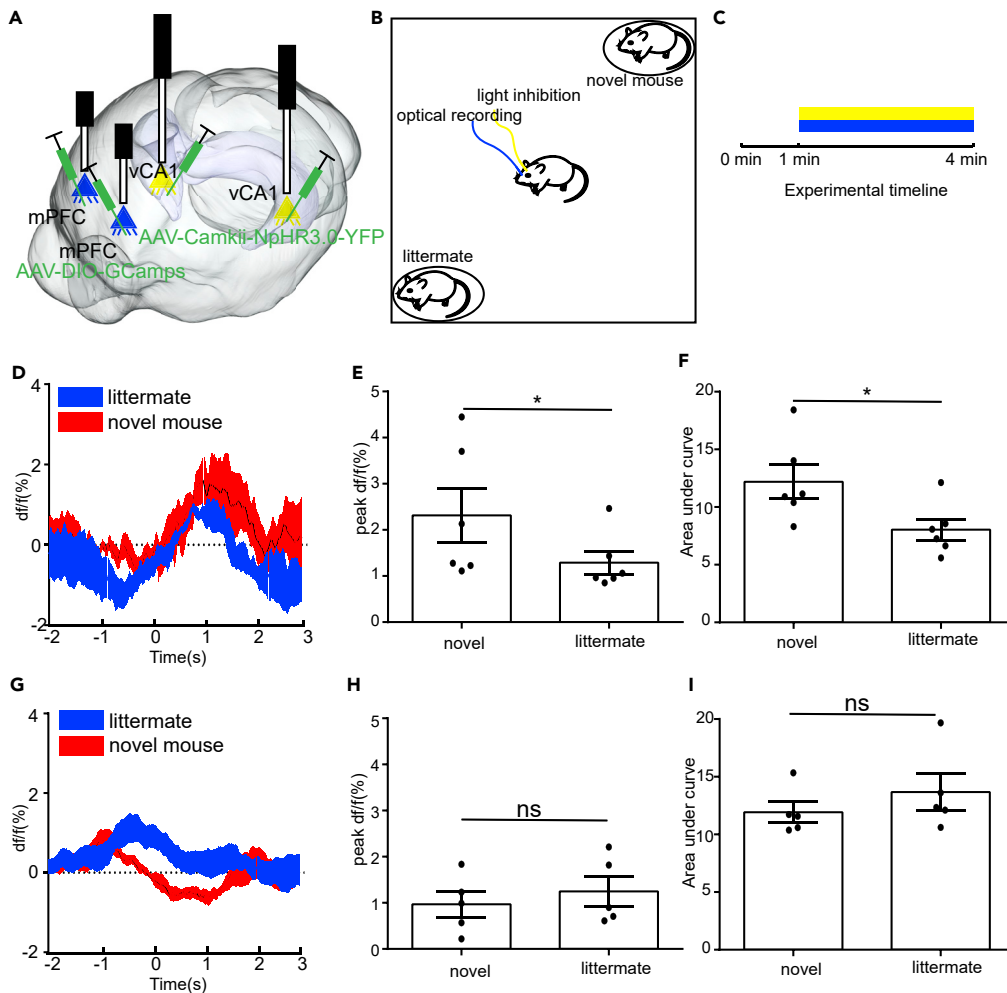 A
vCA1
vCA1
mPFC
mPFC
AAV-Camkii-NpHR3.0-YFP
AAV-DIO-GCamps
B
novel mouse
light inhibition
optical recording
littermate
C
0 min
1 min
4 min
Experimental timeline
D
4
2
0
-2
df/f(%)
littermate
novel mouse
-2
-1
0
1
2
3
Time(s)
E
5
4
3
2
1
0
peak df/f(%)
*
novel
littermate
F
20
15
10
5
0
Area under curve
*
novel
littermate
G
4
2
0
-2
df/f(%)
littermate
novel mouse
-2
-1
0
1
2
3
Time(s)
H
5
4
3
2
1
0
peak df/f(%)
ns
novel
littermate
I
20
15
10
5
0
Area under curve
ns
novel
littermate